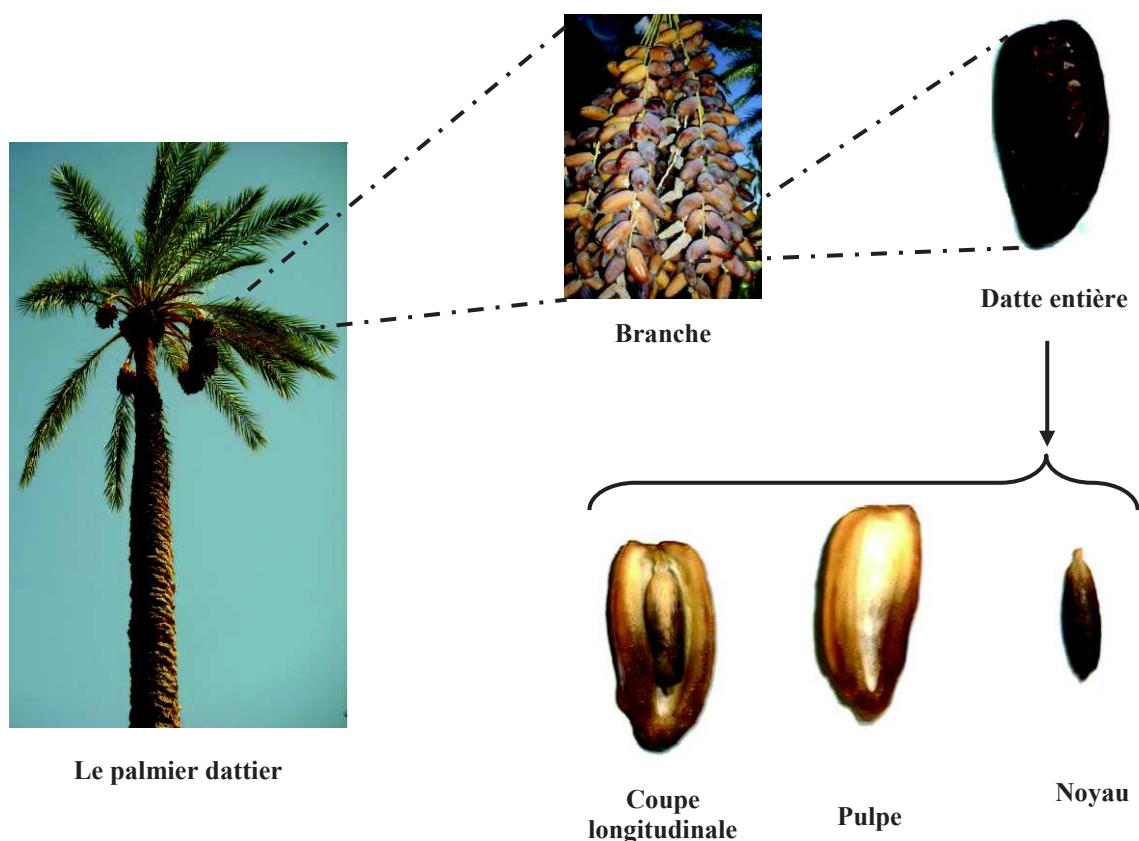 Branche
Datte entière
Le palmier dattier
Coupe
longitudinale
Pulpe
Noyau